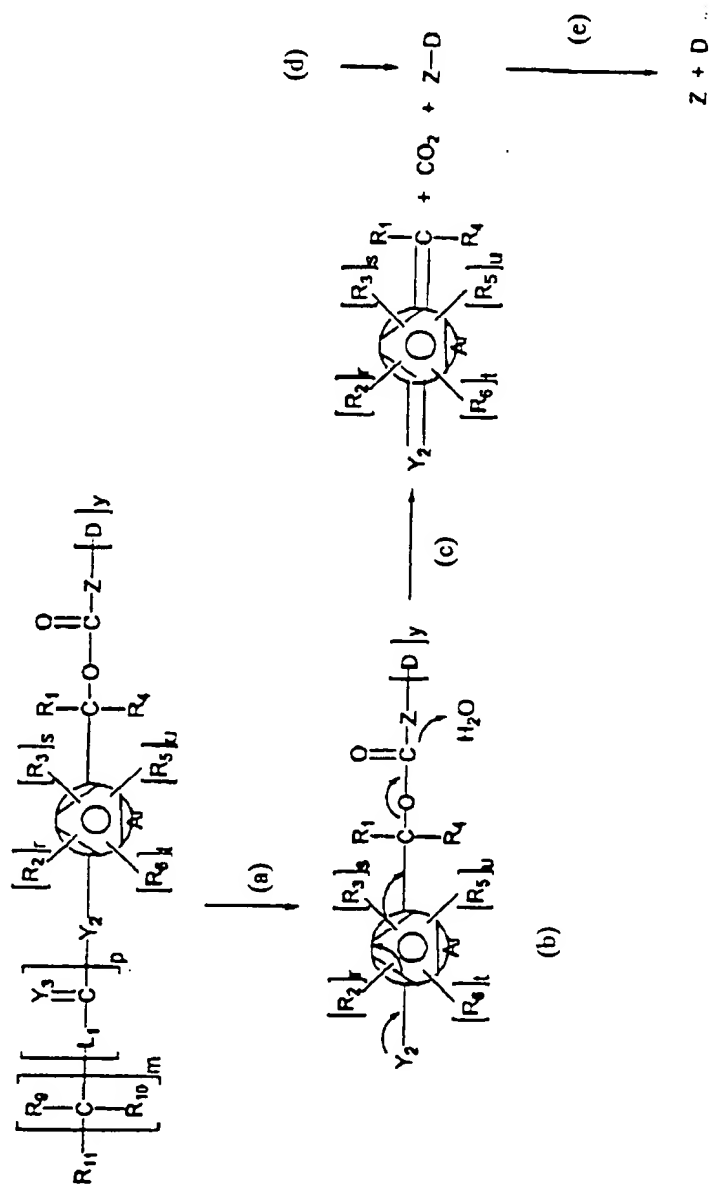 R11 [ R9 C R10 ]m [ L1 C Y3 ]p Y2 [R2]r [R3]s [R6]t [R5]u Ar R1 C R4 O C O Z [D]y
(a)
Y2 [R2]r [R3]s [R6]t [R5]u Ar R1 C R4 O C O Z [D]y
H2O
(b)
(c)
Y2 [R2]r [R3]s [R6]t [R5]u Ar R1 C R4 + CO2 + Z-D
(d)
(e)
Z + D